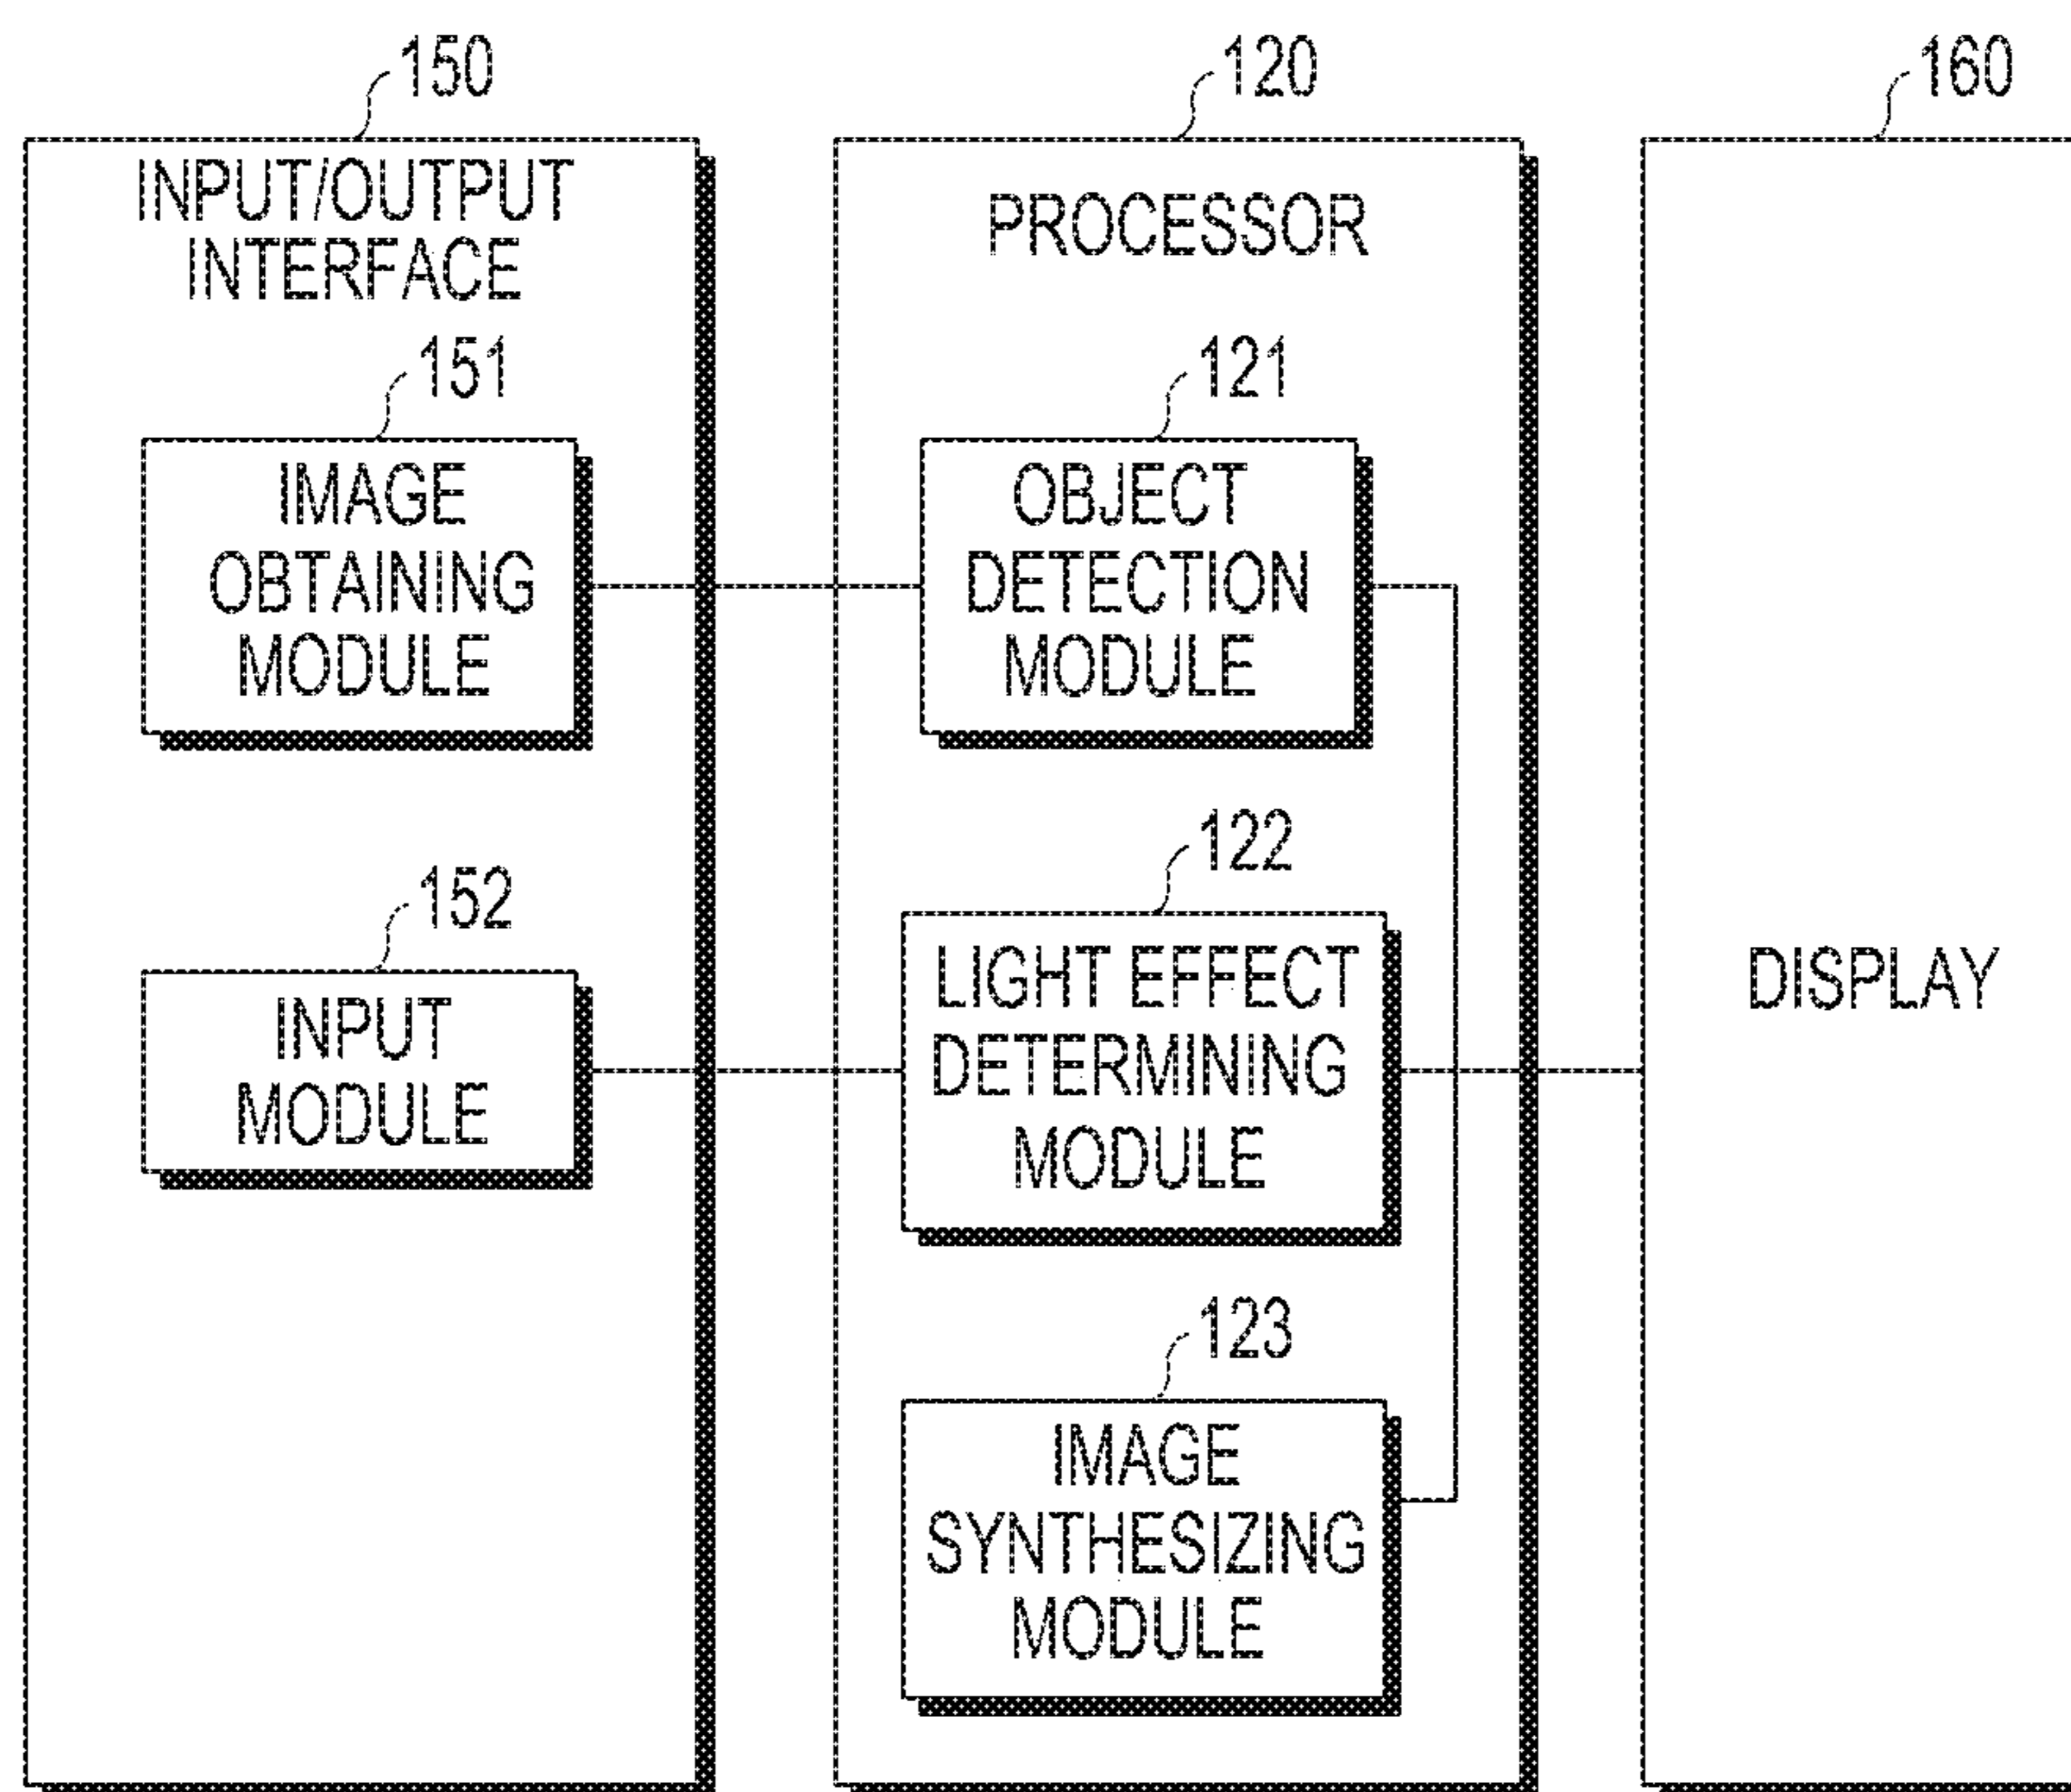 150
INPUT/OUTPUT
INTERFACE
151
IMAGE
OBTAINING
MODULE
152
INPUT
MODULE
120
PROCESSOR
121
OBJECT
DETECTION
MODULE
122
LIGHT EFFECT
DETERMINING
MODULE
123
IMAGE
SYNTHESIZING
MODULE
160
DISPLAY